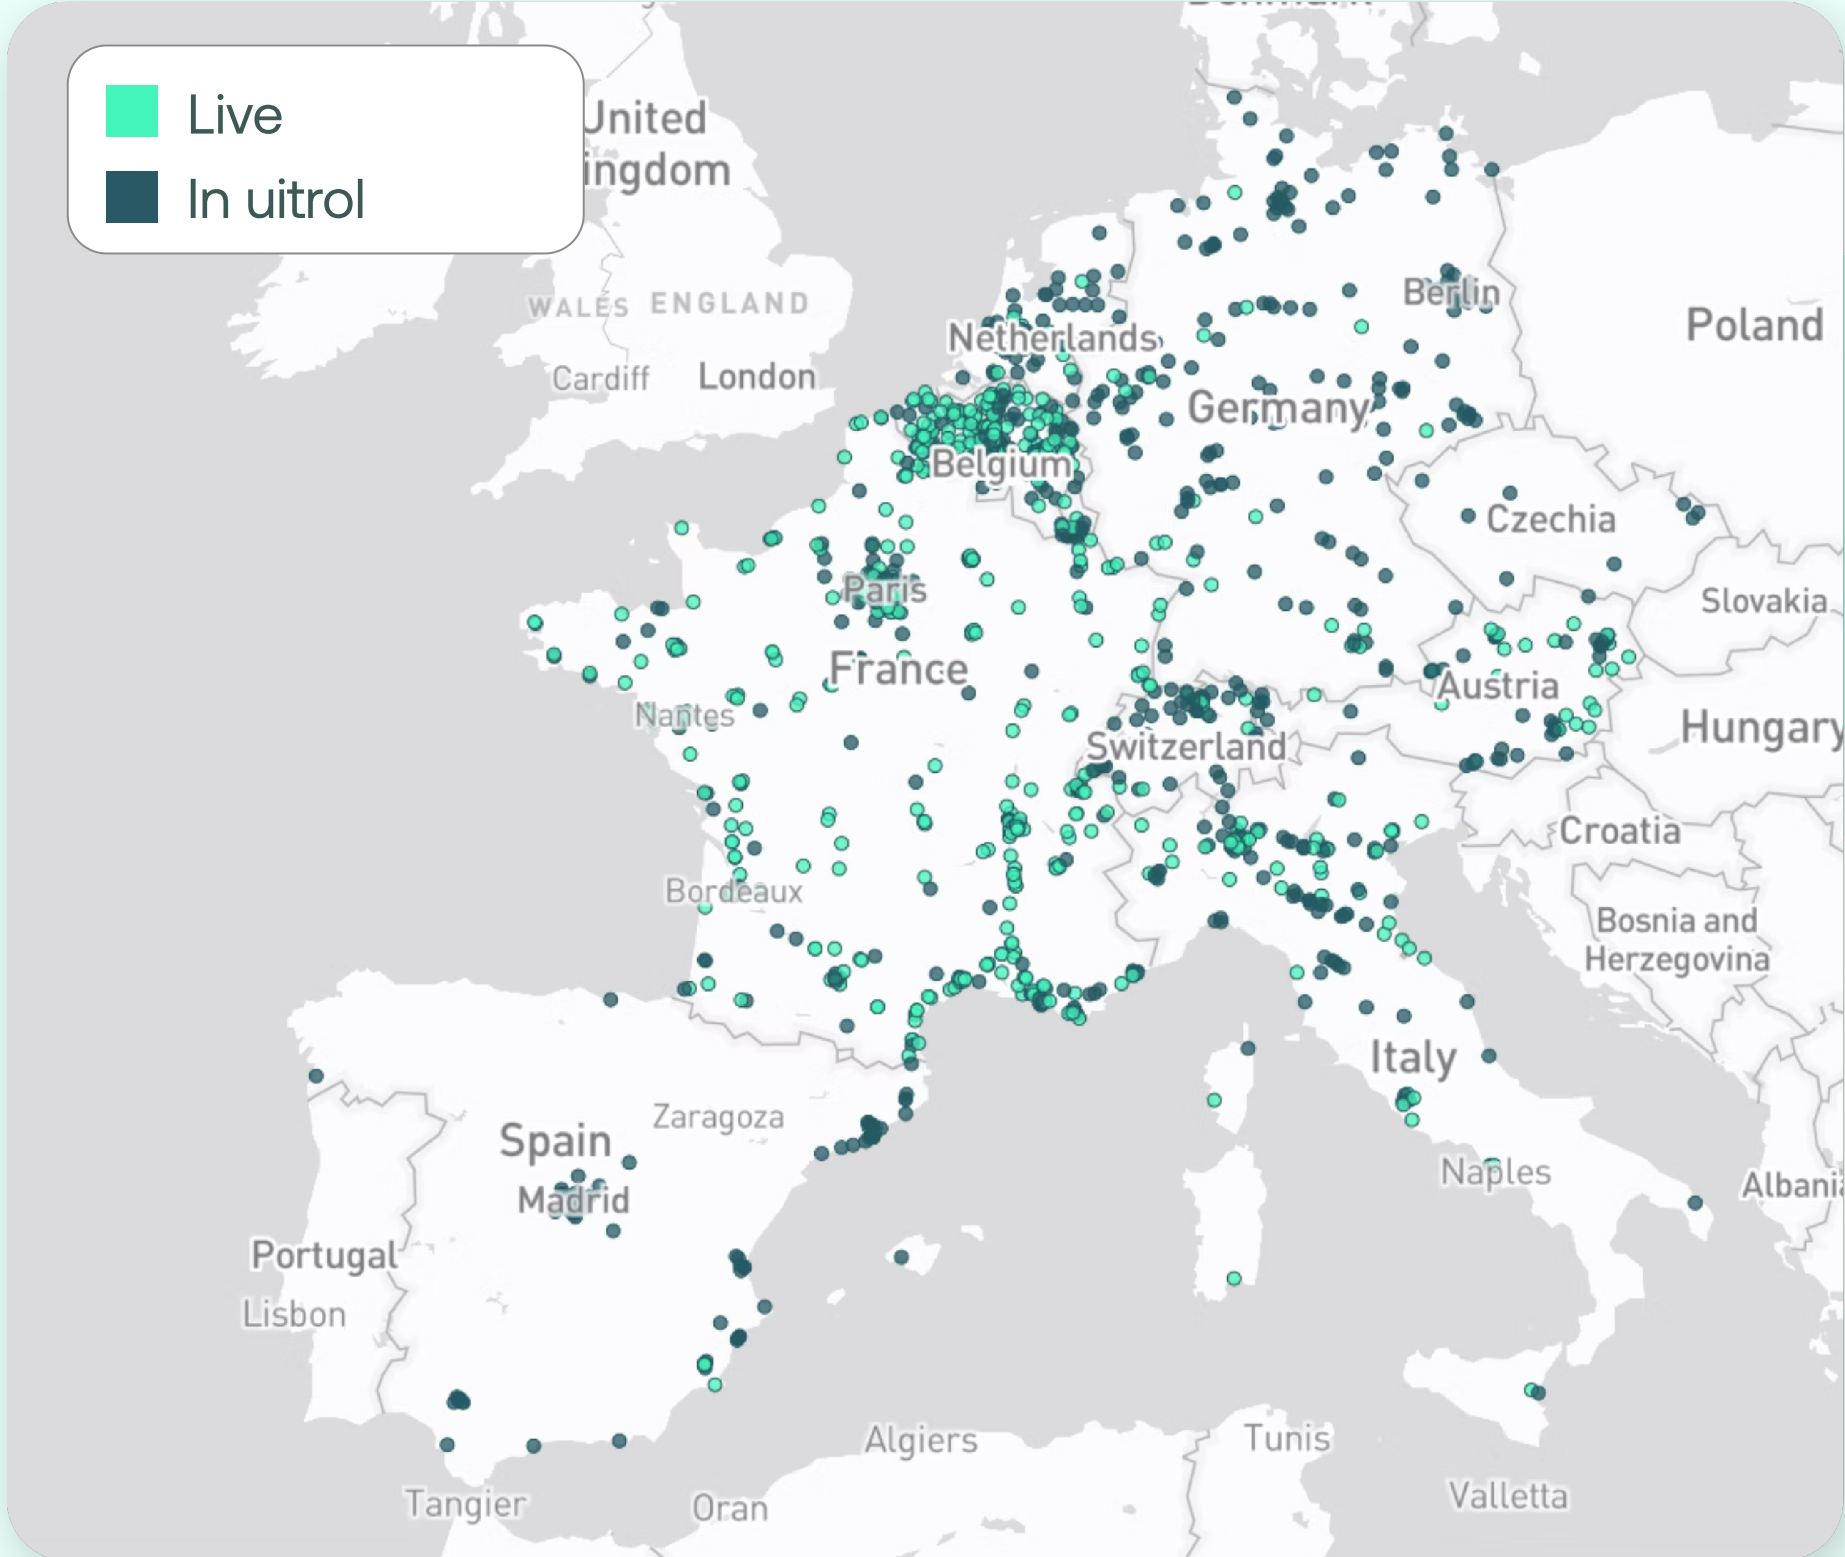 Live
In uitrol
United
ingdom
WALES
ENGLAND
Cardiff
London
Netherlands
Berlin
Poland
Germany
Belgium
Czechia
Paris
Slovakia
France
Austria
Nantes
Switzerland
Hungary
Croatia
Bordeaux
Bosnia and
Herzegovina
Italy
Zaragoza
Spain
Madrid
Naples
Albani
Portugal
Lisbon
Algiers
Tunis
Tangier
Oran
Valletta